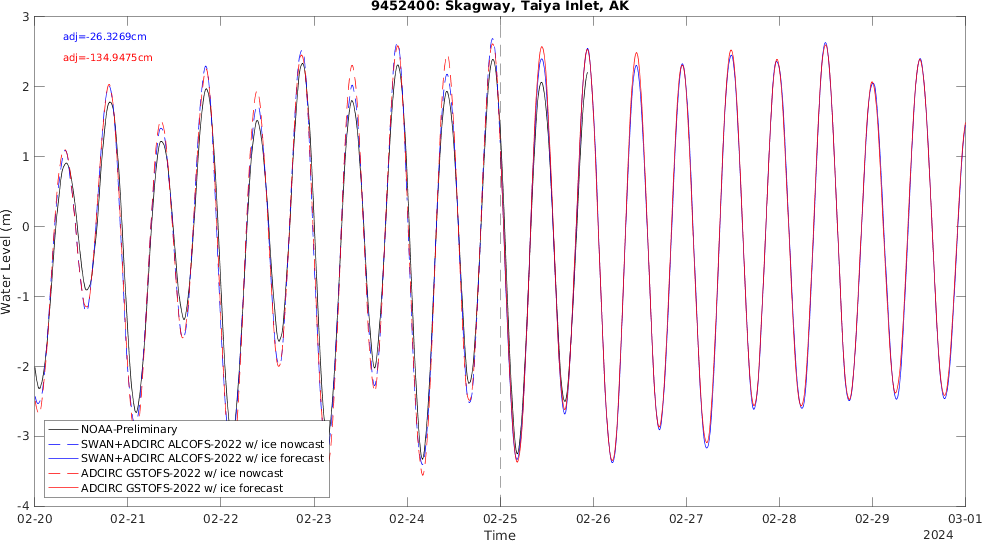 9452400: Skagway, Taiya Inlet, AK
adj=-26.3269cm
adj=-134.9475cm
Water Level (m)
3
2
1
0
-1
-2
-3
-4
NOAA-Preliminary
SWAN+ADCIRC ALCOFS-2022 w/ ice nowcast
SWAN+ADCIRC ALCOFS-2022 w/ ice forecast
ADCIRC GSTOFS-2022 w/ ice nowcast
ADCIRC GSTOFS-2022 w/ ice forecast
02-20 02-21 02-22 02-23 02-24 02-25 02-26 02-27 02-28 02-29 03-01
Time
2024